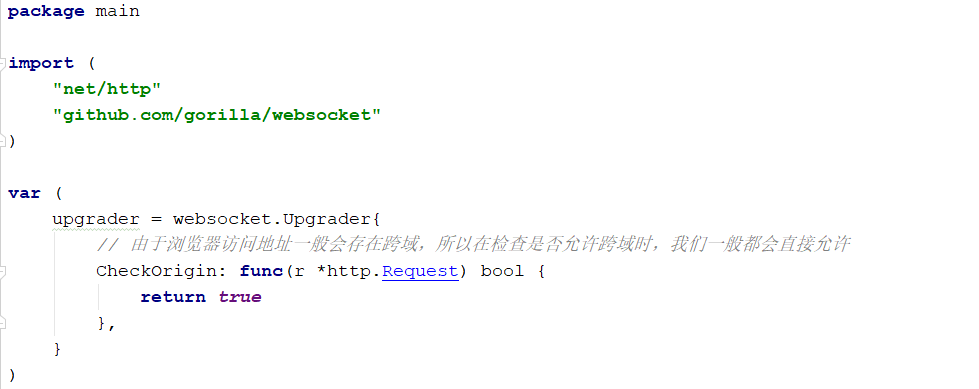 package main
import (
"net/http"
"github.com/gorilla/websocket"
)
var (
upgrader = websocket.Upgrader{
// 由于浏览器访问地址一般会存在跨域，所以在检查是否允许跨域时，我们一般都会直接允许
CheckOrigin: func(r *http.Request) bool {
return true
},
}
)